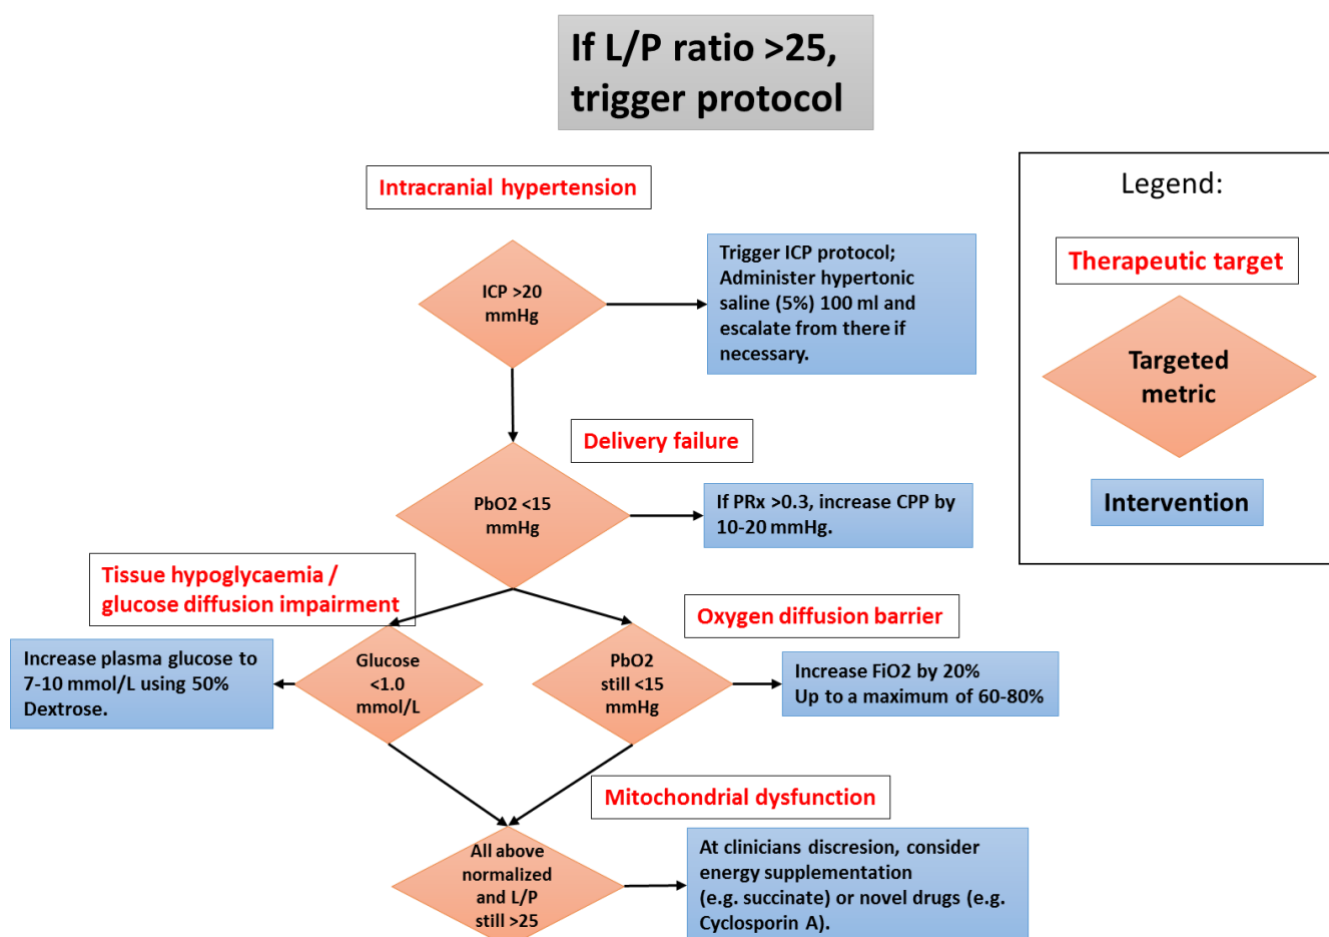 If L/P ratio >25,
trigger protocol
Intracranial hypertension
ICP >20
mmHg
Trigger ICP protocol;
Administer hypertonic
saline (5%) 100 ml and
escalate from there if
necessary.
Delivery failure
PbO2 <15
mmHg
If PRx >0.3, increase CPP by
10-20 mmHg.
Tissue hypoglycaemia /
glucose diffusion impairment
Glucose
<1.0
mmol/L
Increase plasma glucose to
7-10 mmol/L using 50%
Dextrose.
Oxygen diffusion barrier
PbO2
still <15
mmHg
Increase FiO2 by 20%
Up to a maximum of 60-80%
Mitochondrial dysfunction
All above
normalized
and L/P
still >25
At clinicians discresion, consider
energy supplementation
(e.g. succinate) or novel drugs (e.g.
Cyclosporin A).
Legend:
Therapeutic target
Targeted
metric
Intervention